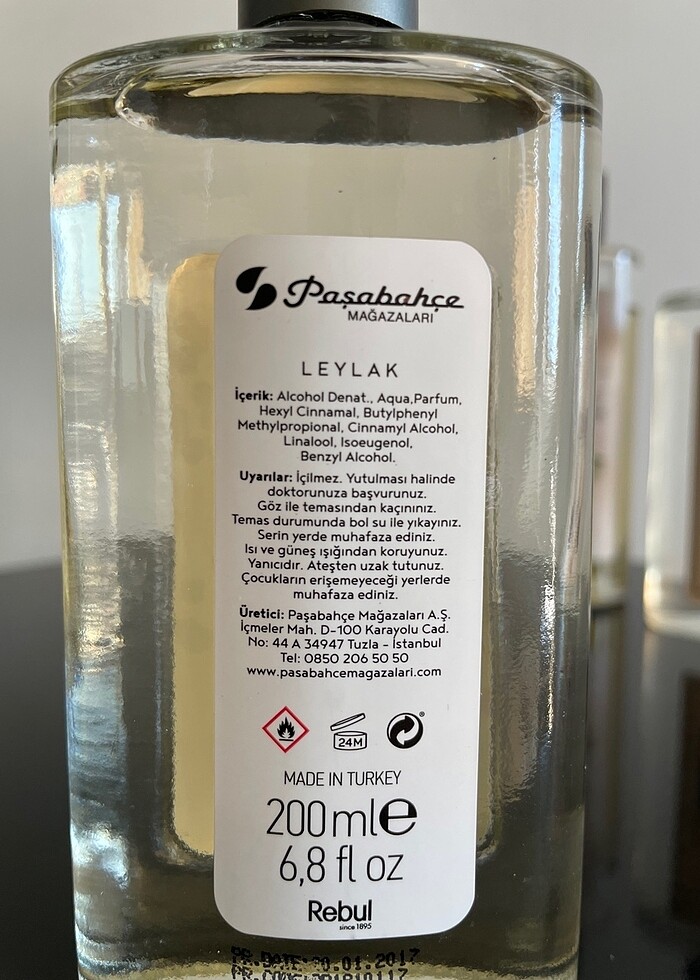 Paşabahçe
MAĞAZALARI
LEYLAK
İçerik: Alcohol Denat., Aqua,Parfum,
Hexyl Cinnamal, Butylphenyl
Methylpropional, Cinnamyl Alcohol,
Linalool, Isoeugenol,
Benzyl Alcohol.
Uyarılar: İçilmez. Yutulması halinde
doktorunuza başvurunuz.
Göz ile temasından kaçınınız.
Temas durumunda bol su ile yıkayınız.
Serin yerde muhafaza ediniz.
Isı ve güneş ışığından koruyunuz.
Yanıcıdır. Ateşten uzak tutunuz.
Çocukların erişemeyeceği yerlerde
muhafaza ediniz.
Üretici: Paşabahçe Mağazaları A.Ş.
İçmeler Mah. D-100 Karayolu Cad.
No: 44 A 34947 Tuzla - İstanbul
Tel: 0850 206 50 50
www.pasabahcemagazalari.com
24M
®
MADE IN TURKEY
200mle
6,8 fl oz
Rebul
since 1895
PR.DATE: